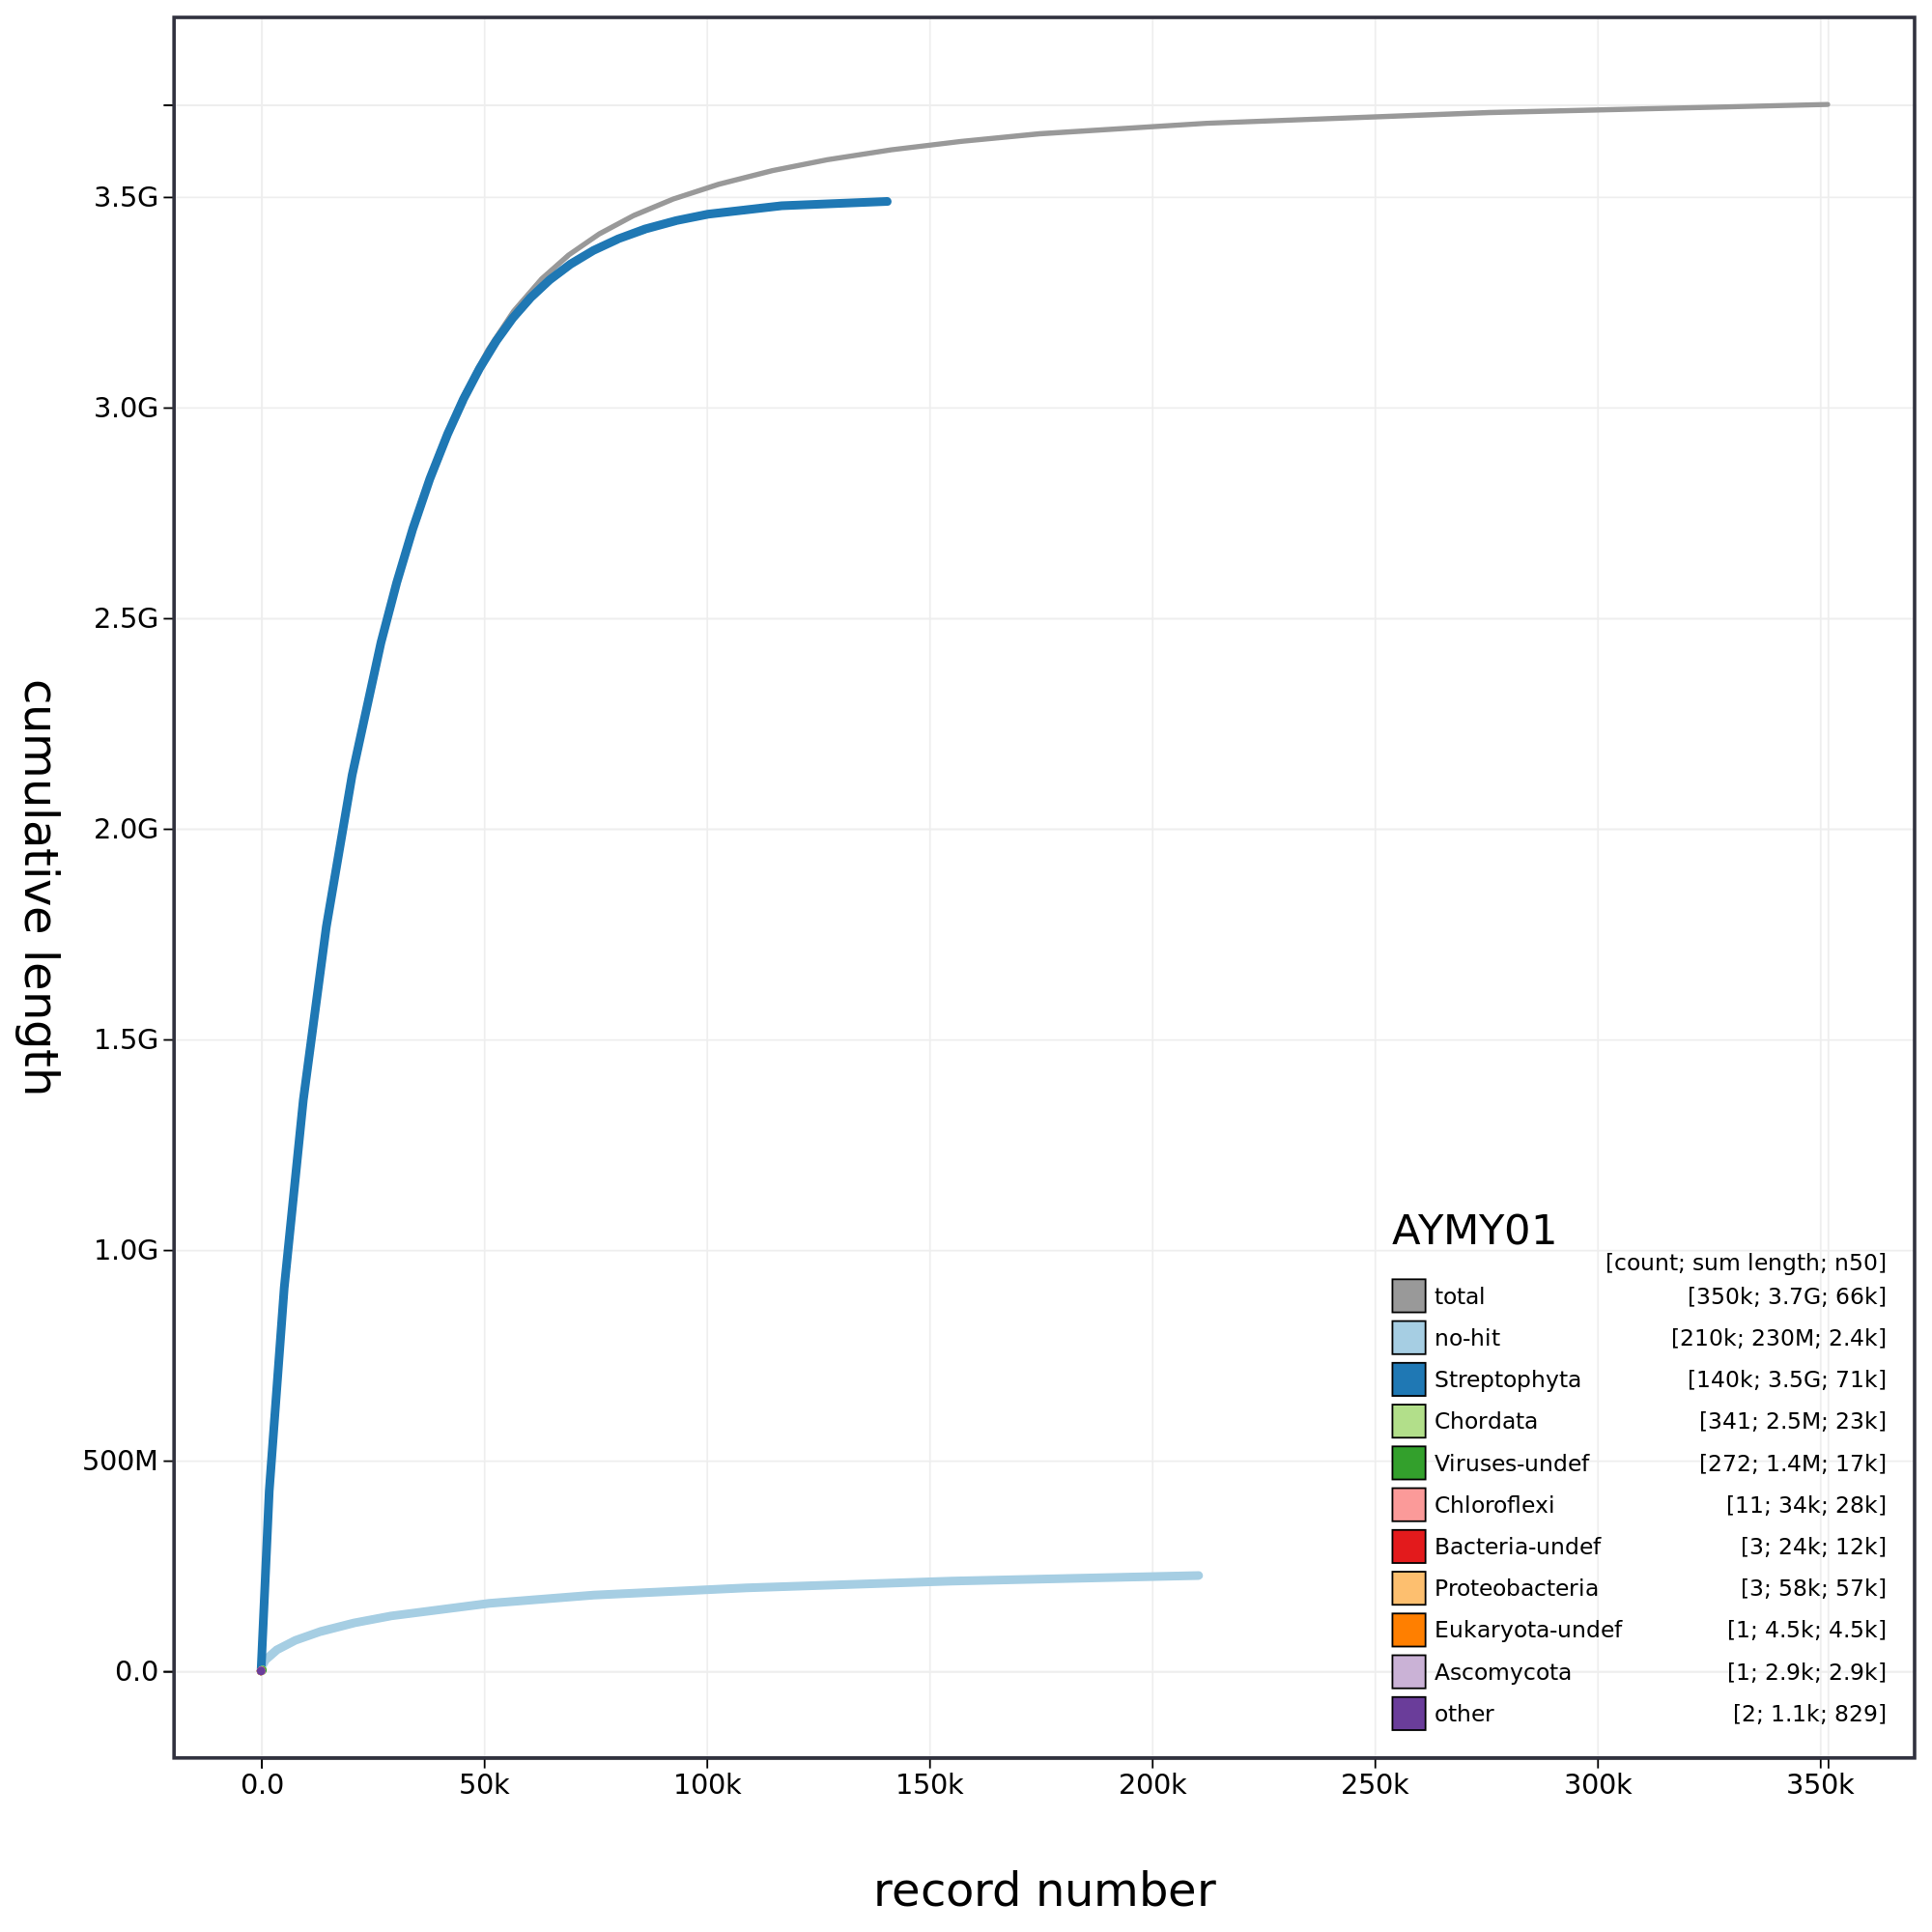 cumulative length
3.5G
3.0G
2.5G
2.0G
1.5G
1.0G
500M
0.0
AYMY01
[count; sum length; n50]
total [350k; 3.7G; 66k]
no-hit [210k; 230M; 2.4k]
Streptophyta [140k; 3.5G; 71k]
Chordata [341; 2.5M; 23k]
Viruses-undef [272; 1.4M; 17k]
Chloroflexi [11; 34k; 28k]
Bacteria-undef [3; 24k; 12k]
Proteobacteria [3; 58k; 57k]
Eukaryota-undef [1; 4.5k; 4.5k]
Ascomycota [1; 2.9k; 2.9k]
other [2; 1.1k; 829]
0.0 50k 100k 150k 200k 250k 300k 350k
record number